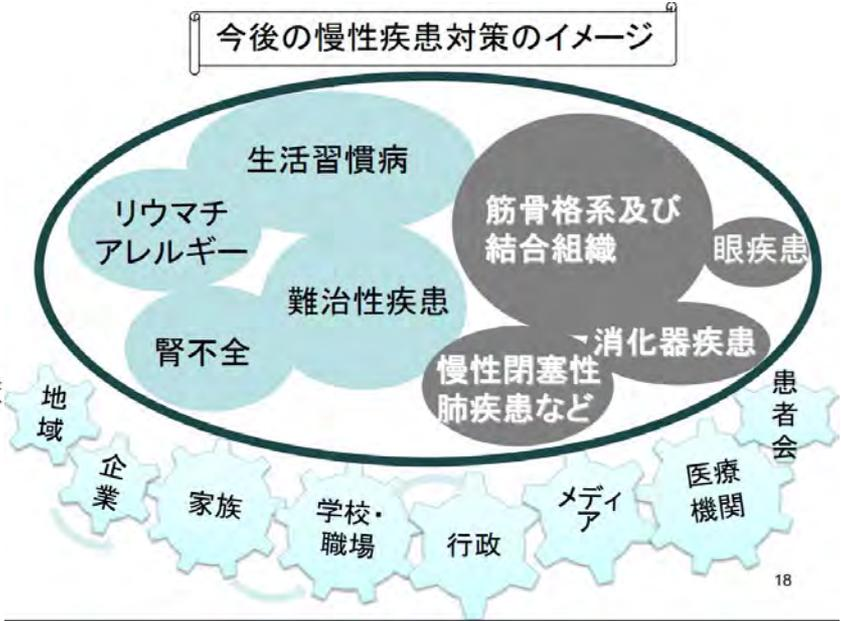 今後の慢性疾患対策のイメージ
生活習慣病
リウマチ
アレルギー
難治性疾患
腎不全
筋骨格系及び
結合組織
眼疾患
消化器疾患
慢性閉塞性
肺疾患など
地
域
企
業
家族
学校・
職場
行政
メディ
ア
医療
機関
患
者
会
18